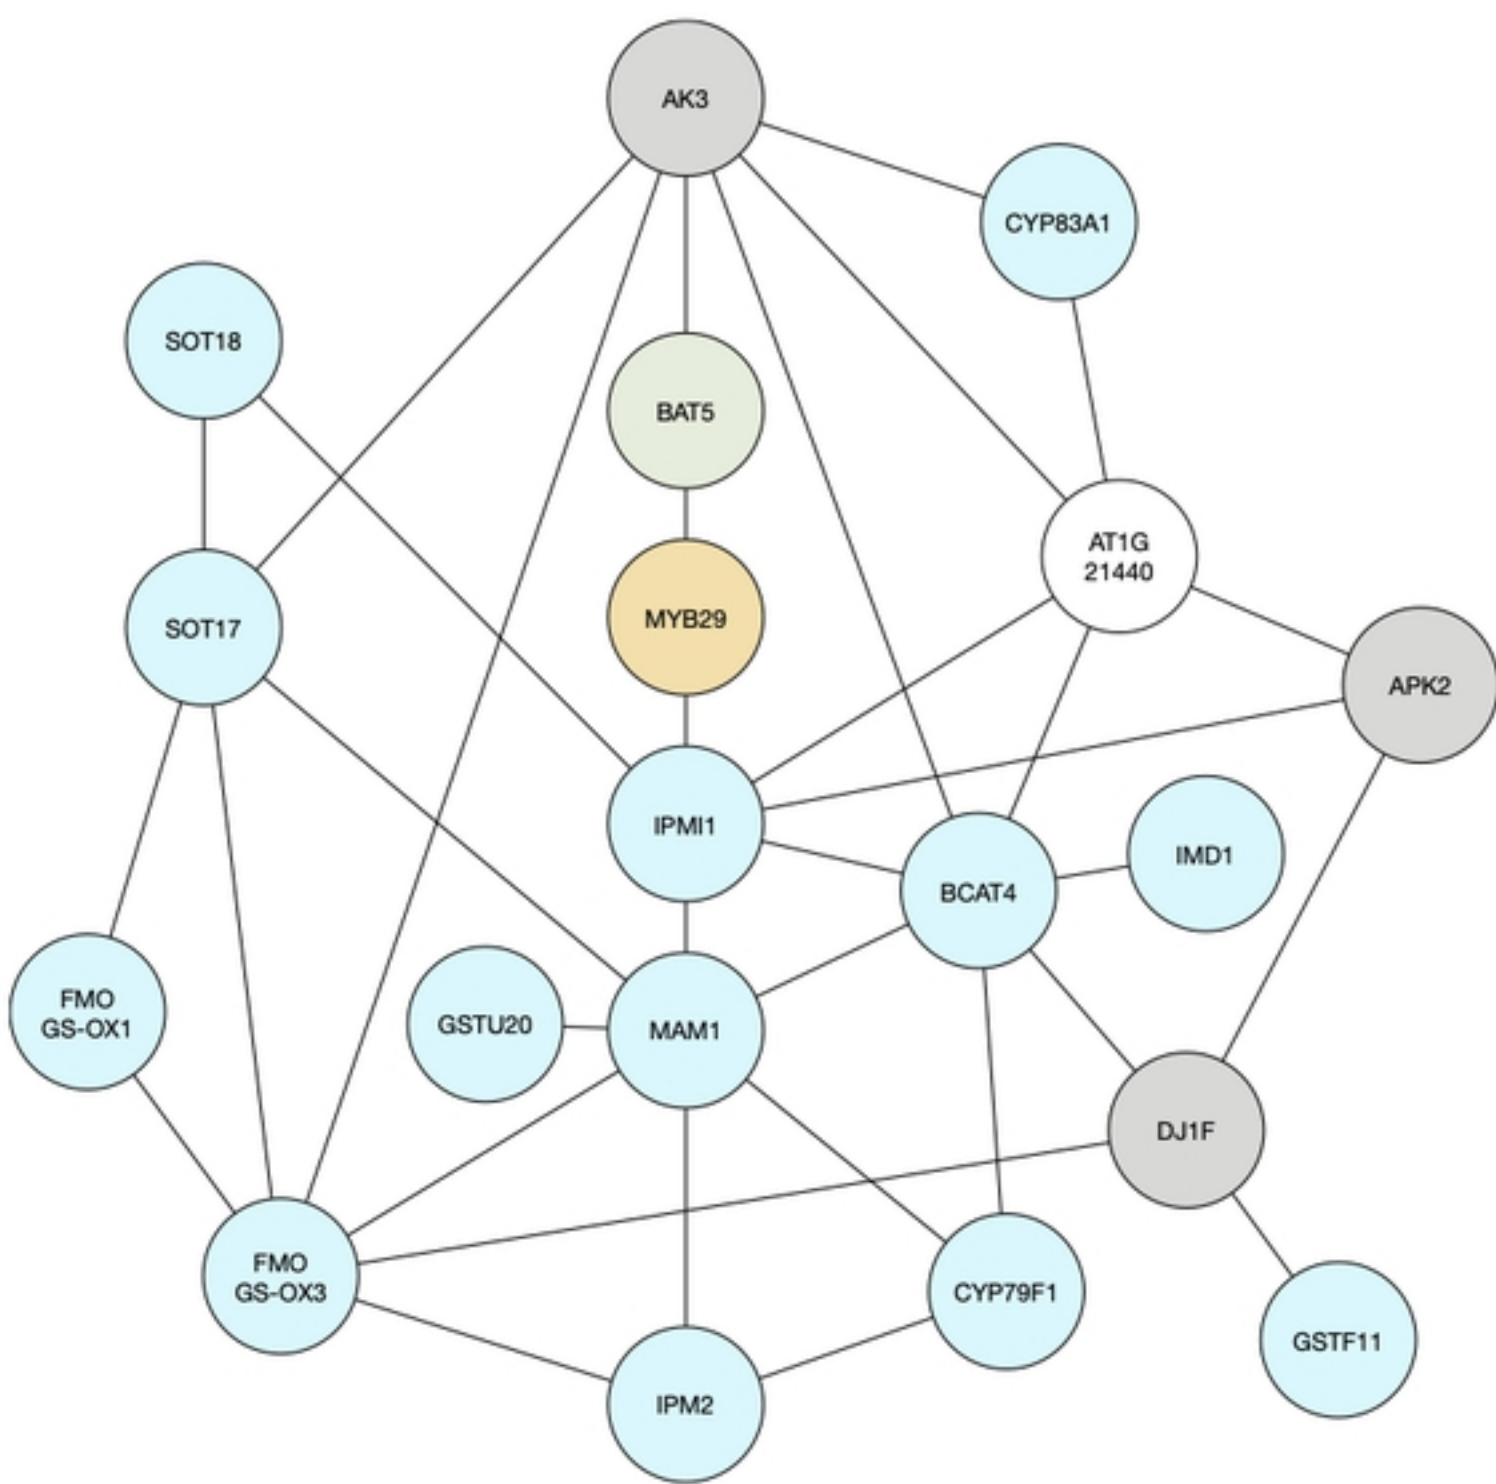 AK3
CYP83A1
SOT18
BAT5
AT1G
21440
SOT17
MYB29
APK2
IPMI1
IMD1
BCAT4
FMO
GS-OX1
GSTU20
MAM1
DJ1F
FMO
GS-OX3
CYP79F1
GSTF11
IPM2